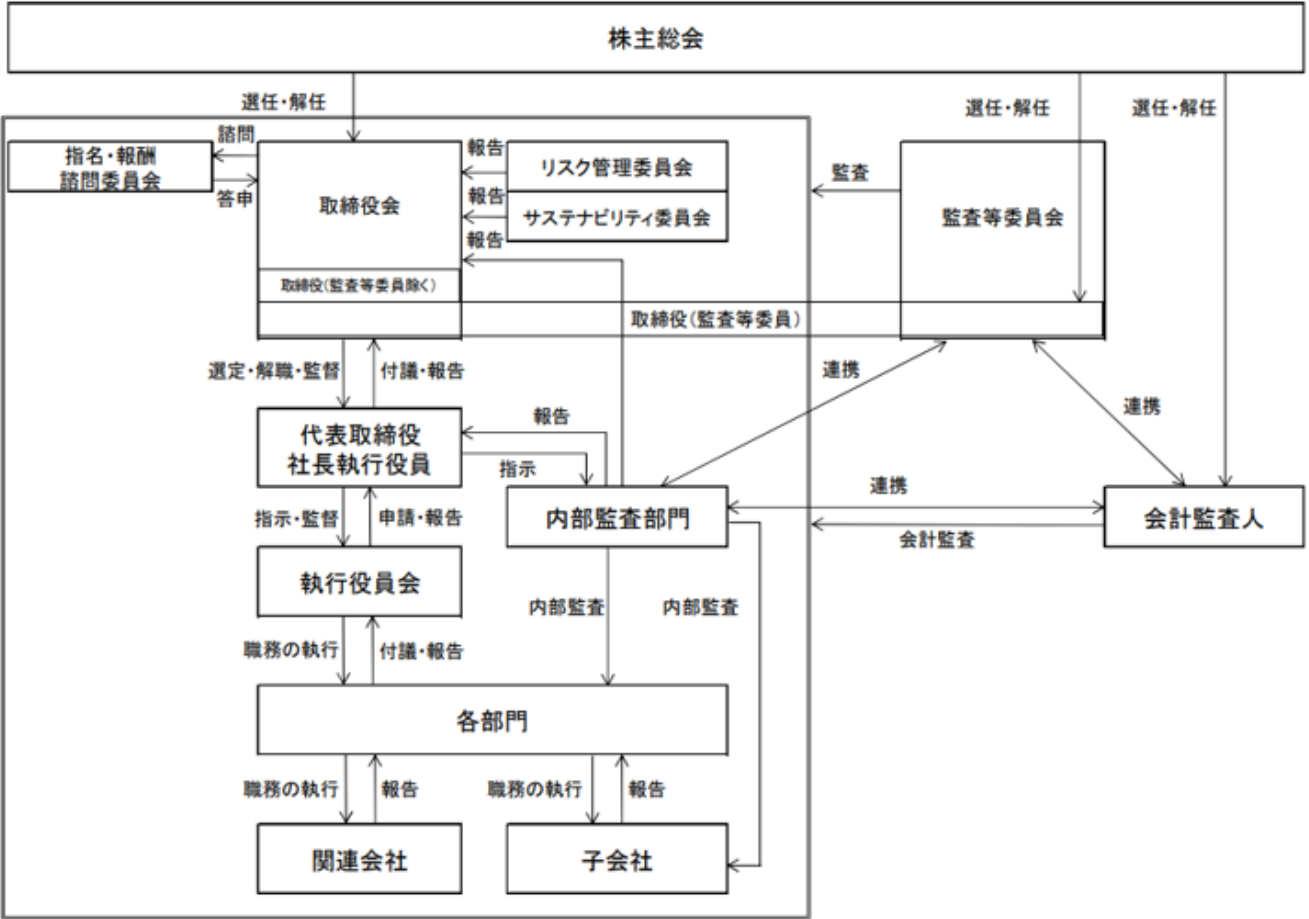 株主総会
選任・解任
選任・解任
選任・解任
諮問
指名・報酬
諮問委員会
答申
取締役会
報告
リスク管理委員会
報告
サステナビリティ委員会
報告
監査
監査等委員会
取締役(監査等委員除く)
取締役(監査等委員)
選定・解職・監督
付議・報告
連携
連携
代表取締役
社長執行役員
報告
指示
内部監査部門
連携
会計監査
会計監査人
指示・監督
申請・報告
執行役員会
内部監査
内部監査
職務の執行
付議・報告
各部門
職務の執行
報告
職務の執行
報告
関連会社
子会社